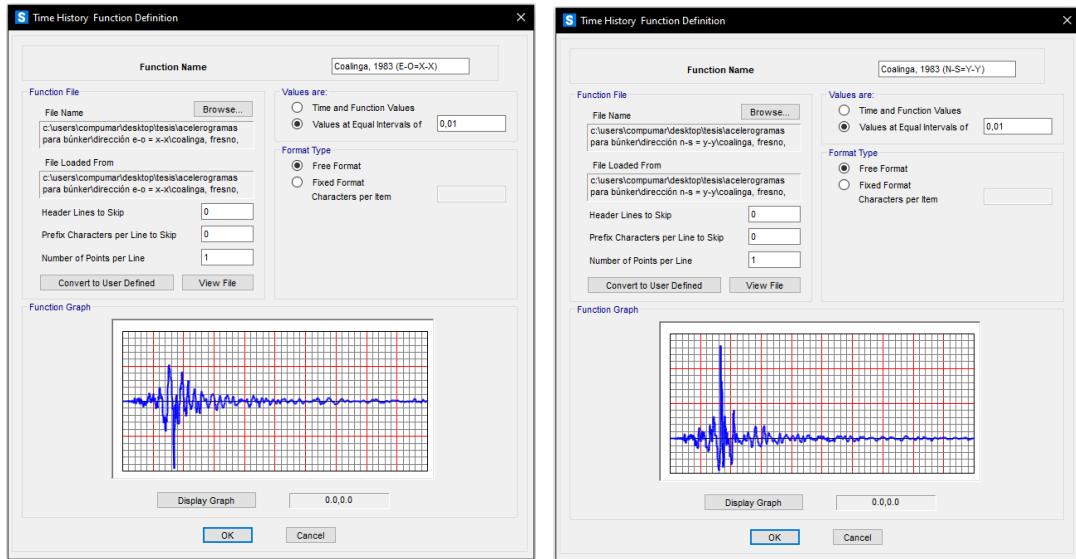 Time History Function Definition
Function Name
Coalinga, 1983 (E-O=X-X)
Function File
File Name
Browse...
c:\users\compumar\desktop\tesis\acelerogramas
para búnker\dirección e-o = x-x\coalinga, fresno,
File Loaded From
c:\users\compumar\desktop\tesis\acelerogramas
para búnker\dirección e-o = x-x\coalinga, fresno,
Header Lines to Skip
0
Prefix Characters per Line to Skip
0
Number of Points per Line
1
Convert to User Defined
View File
Values are:
Time and Function Values
Values at Equal Intervals of
0,01
Format Type
Free Format
Fixed Format
Characters per Item
Function Graph
Display Graph
0.0,0.0
OK
Cancel
Time History Function Definition
Function Name
Coalinga, 1983 (N-S=Y-Y)
Function File
File Name
Browse...
c:\users\compumar\desktop\tesis\acelerogramas
para búnker\dirección n-s = y-y\coalinga, fresno,
File Loaded From
c:\users\compumar\desktop\tesis\acelerogramas
para búnker\dirección n-s = y-y\coalinga, fresno,
Header Lines to Skip
0
Prefix Characters per Line to Skip
0
Number of Points per Line
1
Convert to User Defined
View File
Values are:
Time and Function Values
Values at Equal Intervals of
0,01
Format Type
Free Format
Fixed Format
Characters per Item
Function Graph
Display Graph
0.0,0.0
OK
Cancel